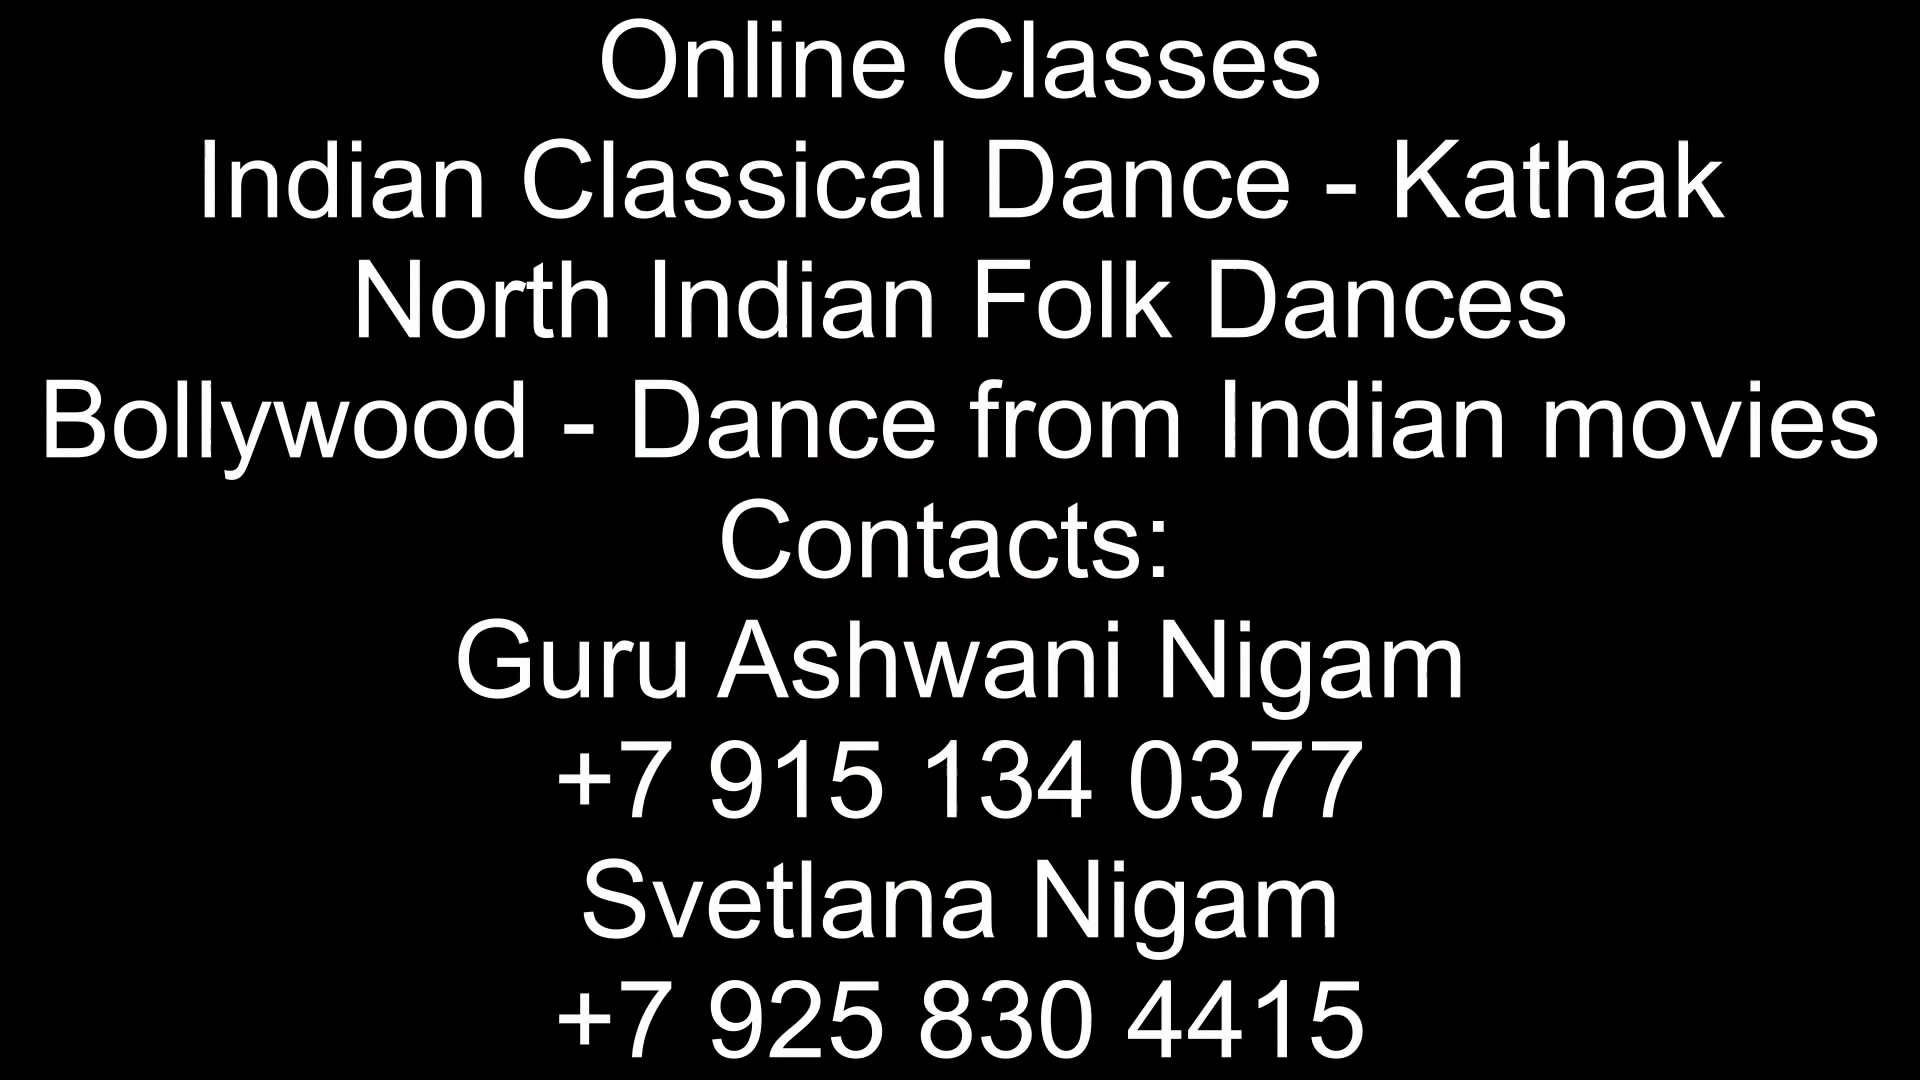 Online Classes
Indian Classical Dance - Kathak
North Indian Folk Dances
Bollywood - Dance from Indian movies
Contacts:
Guru Ashwani Nigam
+7 915 134 0377
Svetlana Nigam
+7 925 830 4415